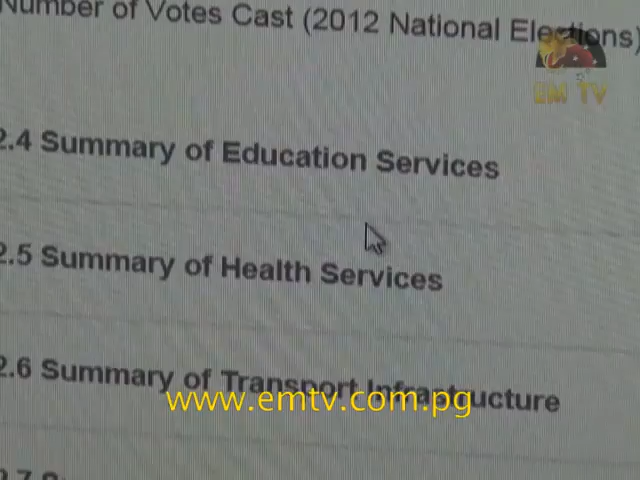 Number of Votes Cast (2012 National Elections)
EM TV
2.4 Summary of Education Services
2.5 Summary of Health Services
2.6 Summary of Transport Infrastructure
www.emtv.com.pg